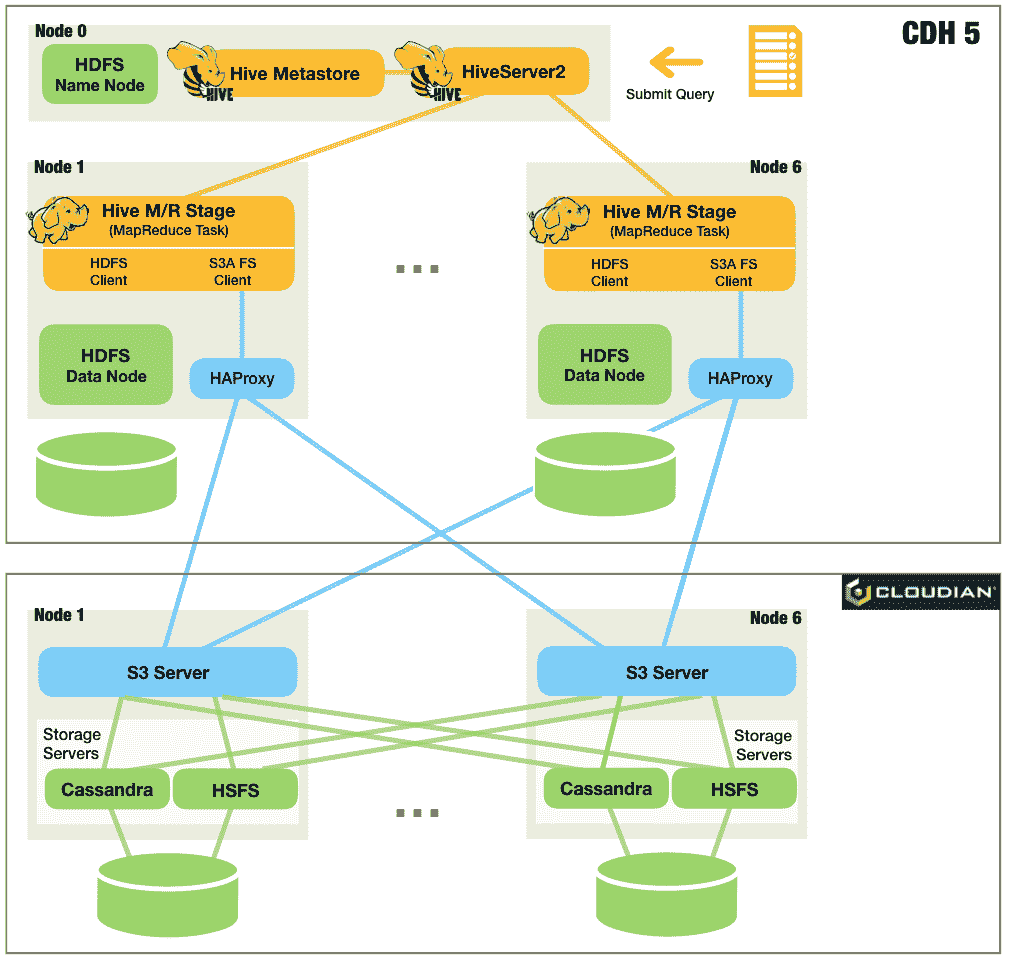 Node 0
CDH 5
HDFS
Name Node
HIVE
Hive Metastore
HIVE
HiveServer2
Submit Query
Node 1
Hive M/R Stage
(MapReduce Task)
HDFS
Client
S3A FS
Client
HDFS
Data Node
HAProxy
...
Node 6
Hive M/R Stage
(MapReduce Task)
HDFS
Client
S3A FS
Client
HDFS
Data Node
HAProxy
CLOUDIAN
Node 1
S3 Server
Storage
Servers
Cassandra
HSFS
...
Node 6
S3 Server
Storage
Servers
Cassandra
HSFS